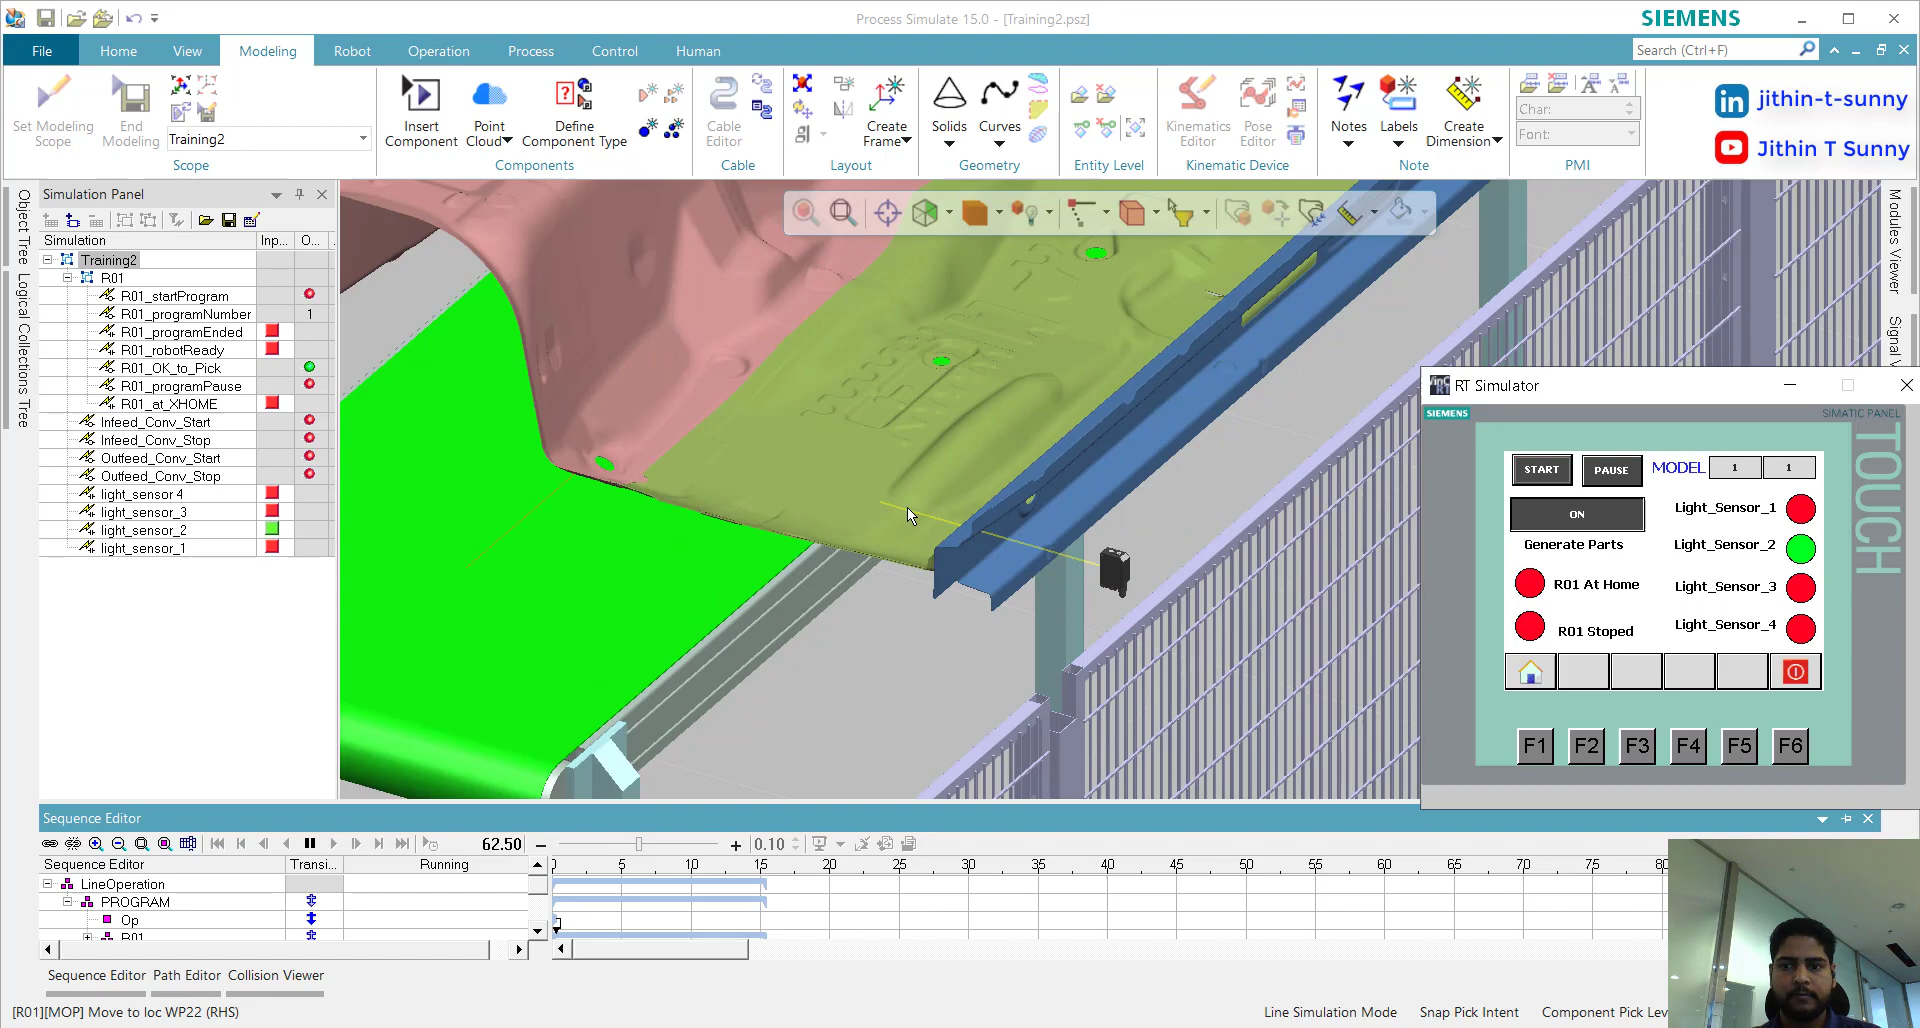 Process Simulate 15.0 - [Training2.psz]
SIEMENS
File Home View Modeling Robot Operation Process Control Human
Search (Ctrl+F)
Set Modeling Scope
End Modeling
Training2
Scope
Insert Component
Point Cloud
Define Component Type
Components
Cable Editor
Cable
Create Frame
Layout
Solids
Curves
Geometry
Entity Level
Kinematics Editor
Pose Editor
Kinematic Device
Notes
Labels
Create Dimension
Note
Char:
Font:
PMI
jithin-t-sunny
Jithin T Sunny
Object Tree
Logical Collections Tree
Simulation Panel
Simulation Inp... O...
Training2
R01
R01_startProgram
R01_programNumber 1
R01_programEnded
R01_robotReady
R01_OK_to_Pick
R01_programPause
R01_at_XHOME
Infeed_Conv_Start
Infeed_Conv_Stop
Outfeed_Conv_Start
Outfeed_Conv_Stop
light_sensor 4
light_sensor_3
light_sensor_2
light_sensor_1
Modules Viewer
RT Simulator
SIEMENS
SIMATIC PANEL
TOUCH
START PAUSE MODEL 1 1
ON
Generate Parts
R01 At Home
R01 Stoped
Light_Sensor_1
Light_Sensor_2
Light_Sensor_3
Light_Sensor_4
F1 F2 F3 F4 F5 F6
Sequence Editor
62.50
0.10
Sequence Editor Transi... Running
0 5 10 15 20 25 30 35 40 45 50 55 60 65 70 75 80
LineOperation
PROGRAM
Op
R01
Sequence Editor Path Editor Collision Viewer
[R01][MOP] Move to loc WP22 (RHS)
Line Simulation Mode Snap Pick Intent Component Pick Lev